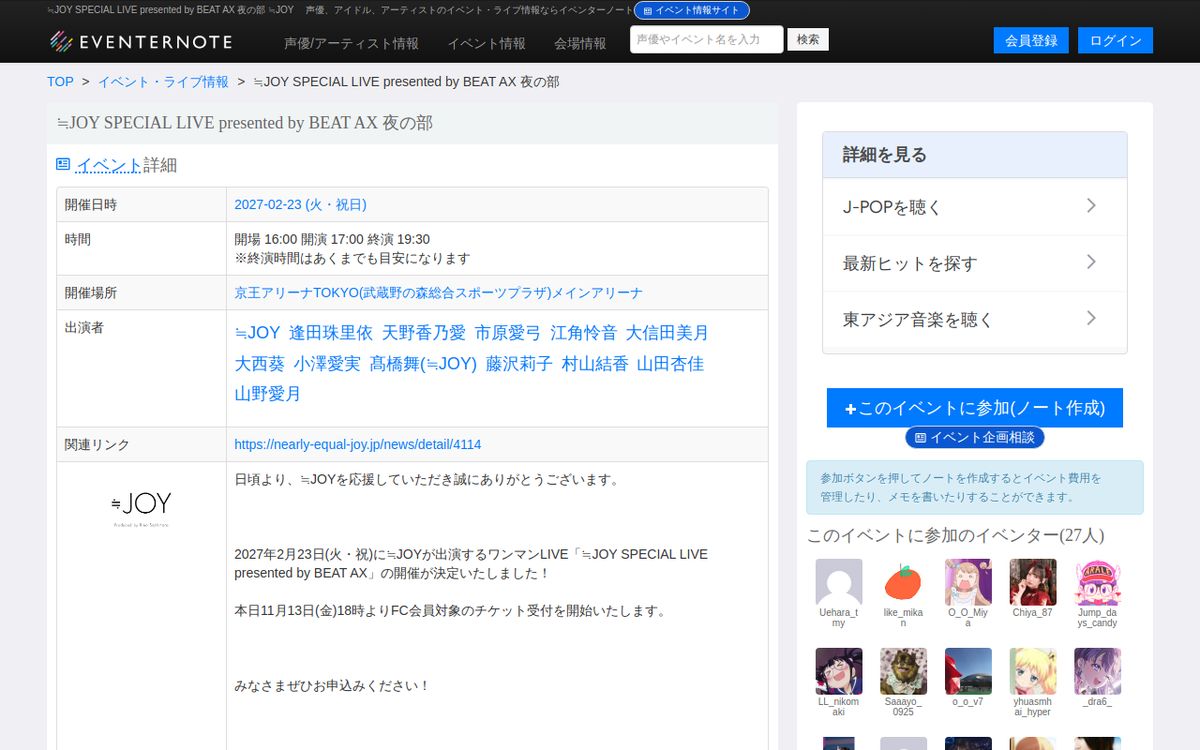 ≒JOY SPECIAL LIVE presented by BEAT AX 夜の部 ≒JOY 声優、アイドル、アーティストのイベント・ライブ情報ならイベンターノート
イベント情報サイト
EVENTERNOTE 声優/アーティスト情報 イベント情報 会場情報 声優やイベント名を入力 検索 会員登録 ログイン
TOP > イベント・ライブ情報 > ≒JOY SPECIAL LIVE presented by BEAT AX 夜の部
≒JOY SPECIAL LIVE presented by BEAT AX 夜の部
イベント詳細
開催日時 2027-02-23 (火・祝日)
時間 開場 16:00 開演 17:00 終演 19:30
※終演時間はあくまでも目安になります
開催場所 京王アリーナTOKYO(武蔵野の森総合スポーツプラザ)メインアリーナ
出演者 ≒JOY 逢田珠里依 天野香乃愛 市原愛弓 江角怜音 大信田美月
大西葵 小澤愛実 髙橋舞(≒JOY) 藤沢莉子 村山結香 山田杏佳
山野愛月
関連リンク https://nearly-equal-joy.jp/news/detail/4114
≒JOY
日頃より、≒JOYを応援していただき誠にありがとうございます。
2027年2月23日(火・祝)に≒JOYが出演するワンマンLIVE「≒JOY SPECIAL LIVE
presented by BEAT AX」の開催が決定いたしました！
本日11月13日(金)18時よりFC会員対象のチケット受付を開始いたします。
みなさまぜひお申込みください！
詳細を見る
J-POPを聴く
最新ヒットを探す
東アジア音楽を聴く
+このイベントに参加(ノート作成)
イベント企画相談
参加ボタンを押してノートを作成するとイベント費用を
管理したり、メモを書いたりすることができます。
このイベントに参加のイベンター(27人)
Uehara_t
my
like_mika
n
O_O_Miy
a
Chiya_87
Jump_da
ys_candy
LL_nikom
aki
Saaayo_
0925
o_o_v7
yhuasmh
ai_hyper
_dra6_